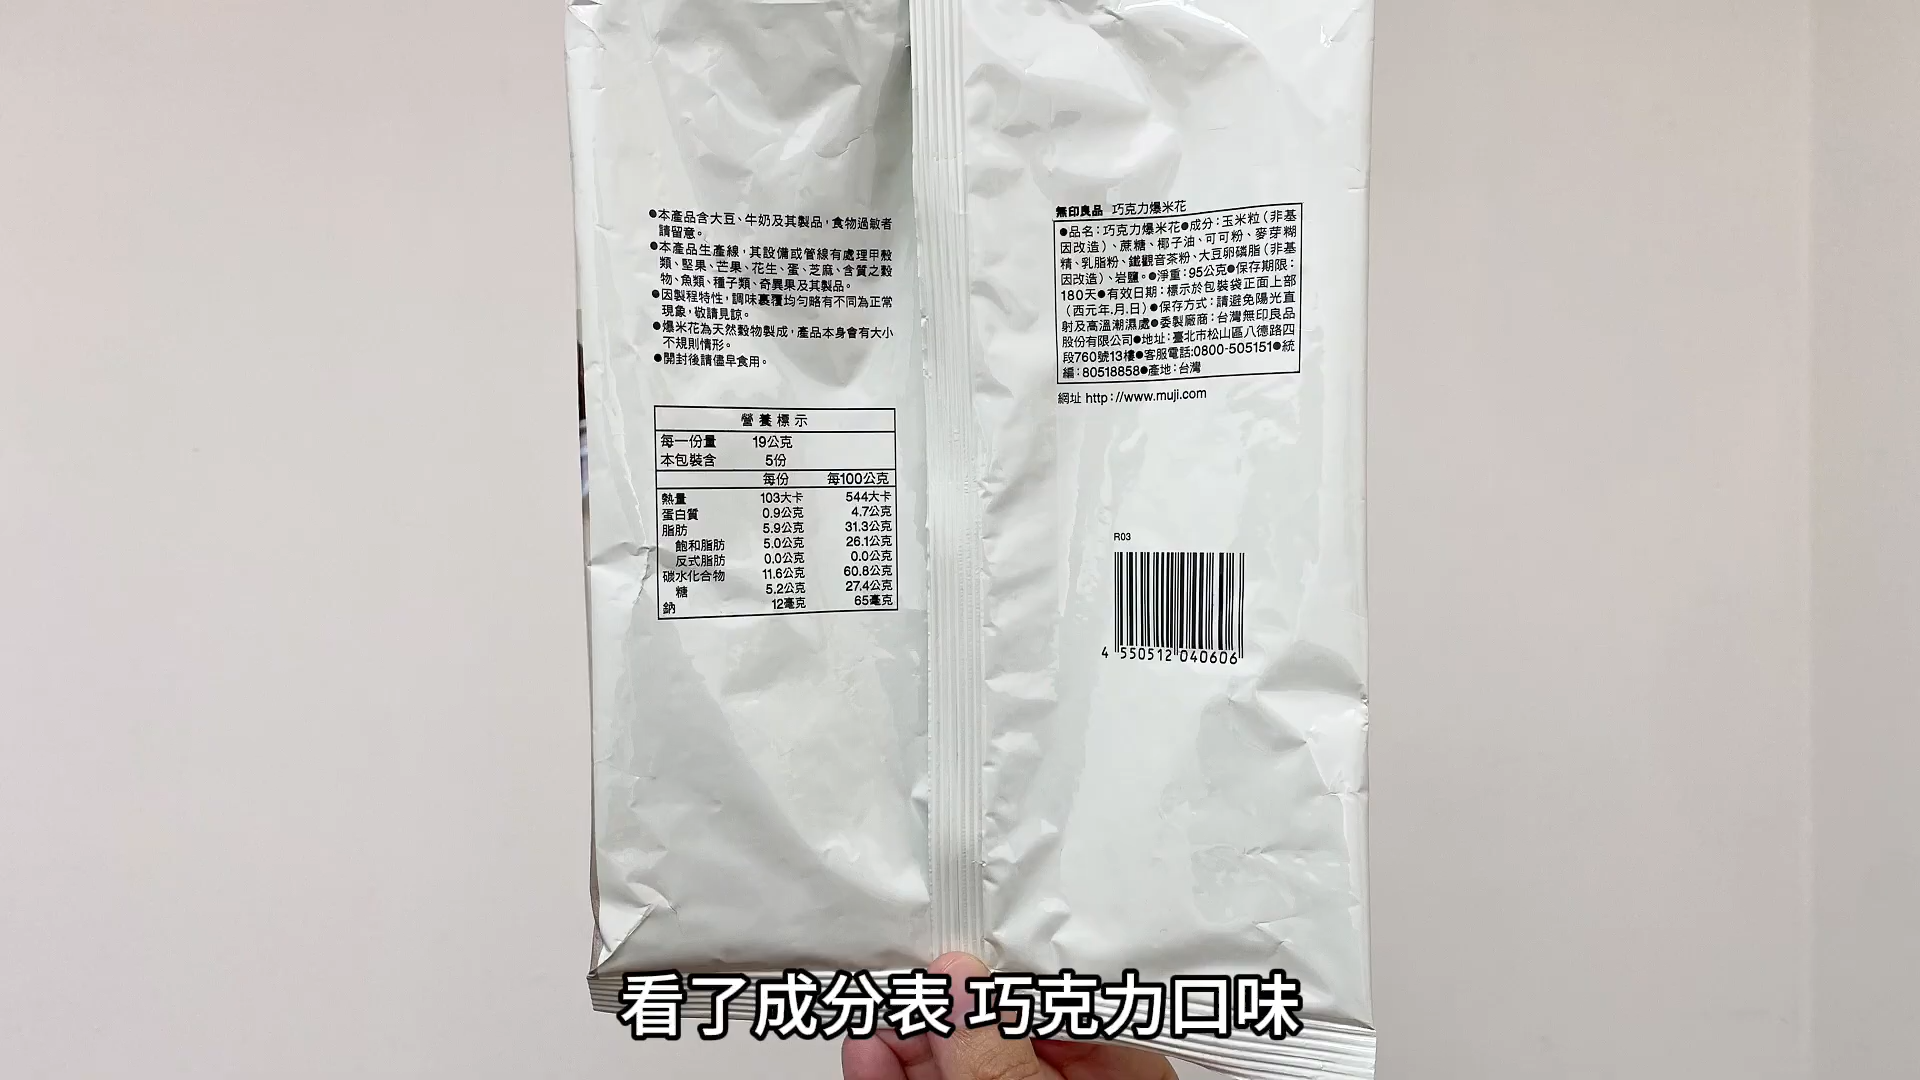 ●本產品含大豆、牛奶及其製品，食物過敏者
請留意。
●本產品生產線，其設備或管線有處理甲殼
類、堅果、芒果、花生、蛋、芝麻、含質之穀
物、魚類、種子類、奇異果及其製品。
●因製程特性，調味裹覆均勻略有不同為正常
現象，敬請見諒。
●爆米花為天然穀物製成，產品本身會有大小
不規則情形。
●開封後請儘早食用。
營養標示
每一份量 19公克
本包裝含 5份
每份 每100公克
熱量 103大卡 544大卡
蛋白質 0.9公克 4.7公克
脂肪 5.9公克 31.3公克
飽和脂肪 5.0公克 26.1公克
反式脂肪 0.0公克 0.0公克
碳水化合物 11.6公克 60.8公克
糖 5.2公克 27.4公克
鈉 12毫克 65毫克
無印良品 巧克力爆米花
●品名：巧克力爆米花●成分：玉米粒（非基
因改造）、蔗糖、椰子油、可可粉、麥芽糊
精、乳脂粉、鐵觀音茶粉、大豆卵磷脂（非基
因改造）、岩鹽。●淨重：95公克●保存期限：
180天●有效日期：標示於包裝袋正面上部
（西元年.月.日）●保存方式：請避免陽光直
射及高溫潮濕處●委製廠商：台灣無印良品
股份有限公司●地址：臺北市松山區八德路四
段760號13樓●客服電話:0800-505151●統
編：80518858●產地：台灣
網址 http://www.muji.com
R03
4 550512 040606
看了成分表 巧克力口味